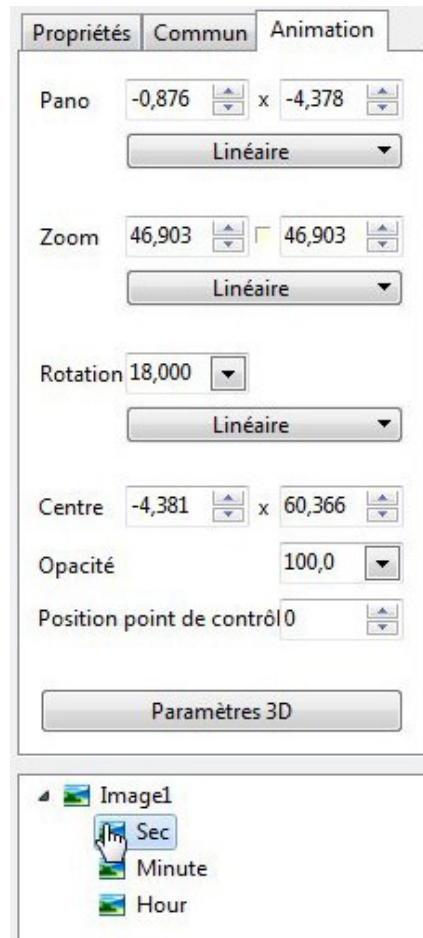 Propriétés Commun Animation
Pano -0,876 x -4,378
Linéaire
Zoom 46,903 46,903
Linéaire
Rotation 18,000
Linéaire
Centre -4,381 x 60,366
Opacité 100,0
Position point de contrôl 0
Paramètres 3D
Image1
Sec
Minute
Hour